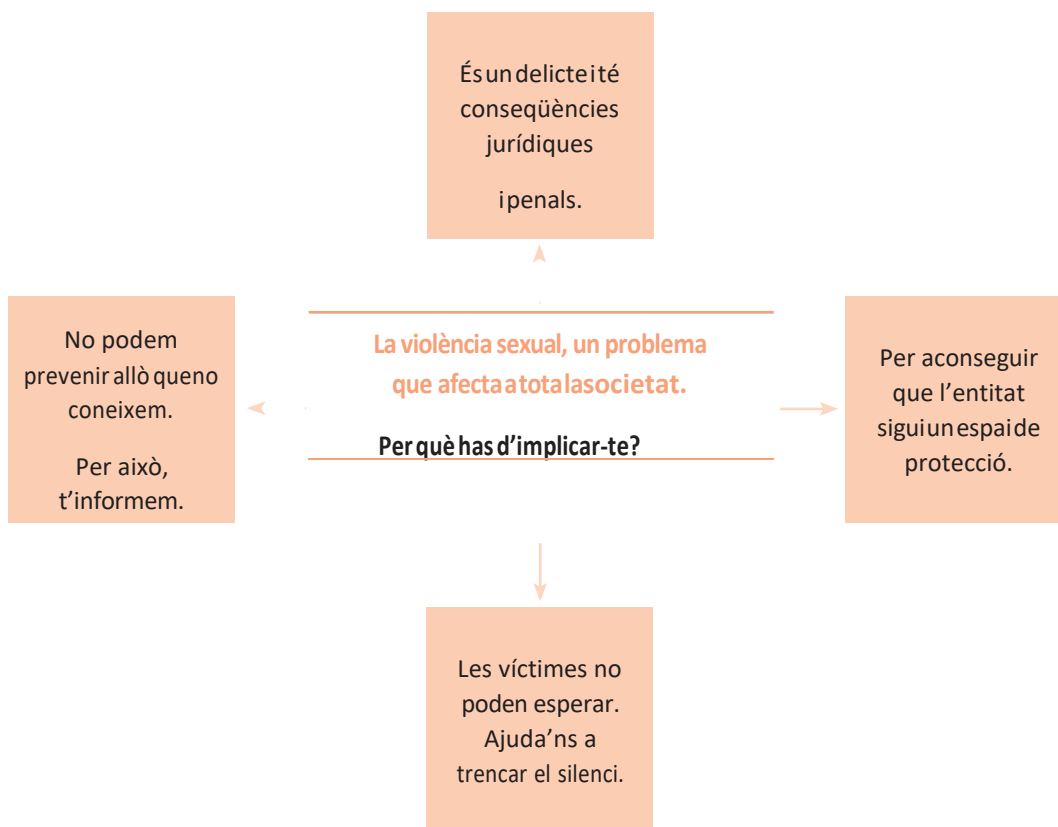 És un delicte i té
conseqüències
jurídiques
i penals.
No podem
prevenir allò que no
coneixem.
Per això,
t’informem.
La violència sexual, un problema
que afecta a tota la societat.
Per què has d’implicar-te?
Per aconseguir
que l’entitat
sigui un espai de
protecció.
Les víctimes no
poden esperar.
Ajuda’ns a
trencar el silenci.